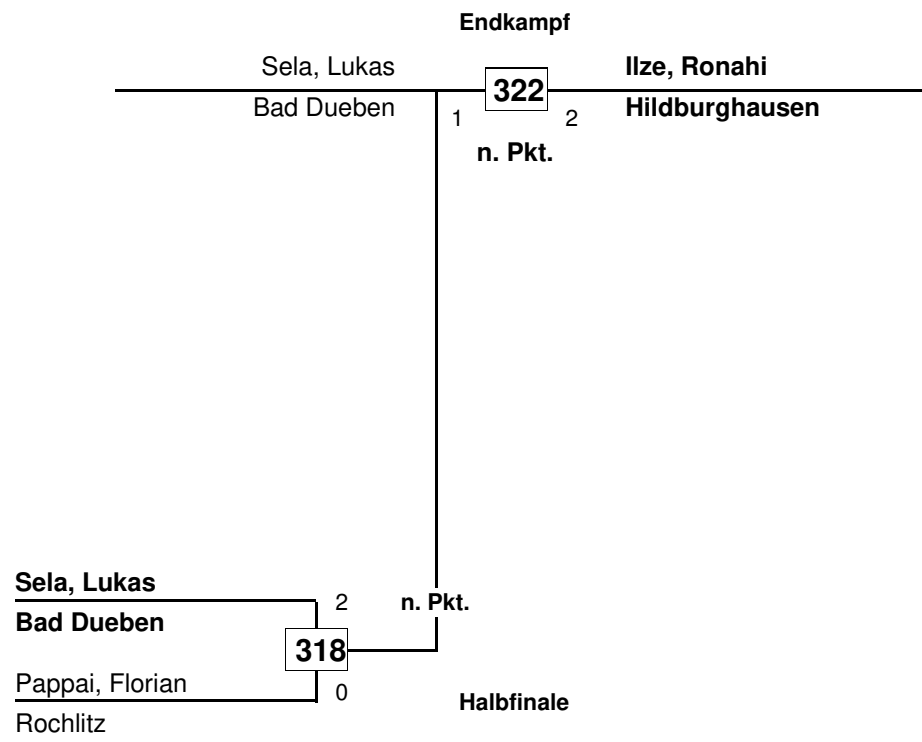 Endkampf
Sela, Lukas 322 Ilze, Ronahi
Bad Dueben 1 2 Hildburghausen
n. Pkt.
Sela, Lukas 2 n. Pkt.
Bad Dueben
318
Pappai, Florian 0 Halbfinale
Rochlitz